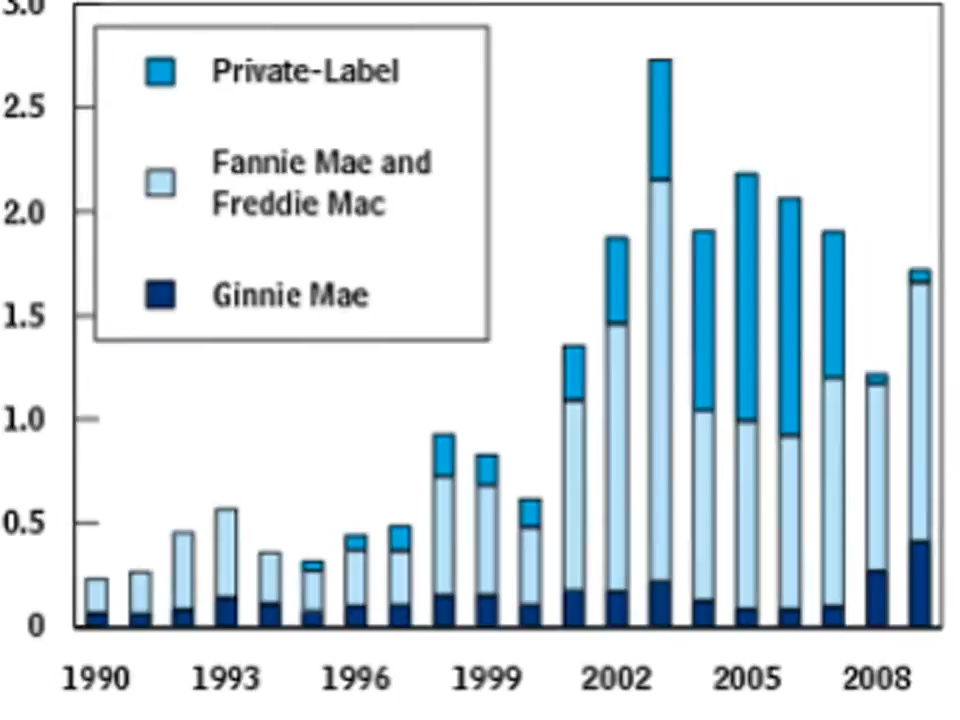 3.0
Private-Label
2.5
Fannie Mae and
Freddie Mac
2.0
Ginnie Mae
1.5
1.0
0.5
0
1990 1993 1996 1999 2002 2005 2008